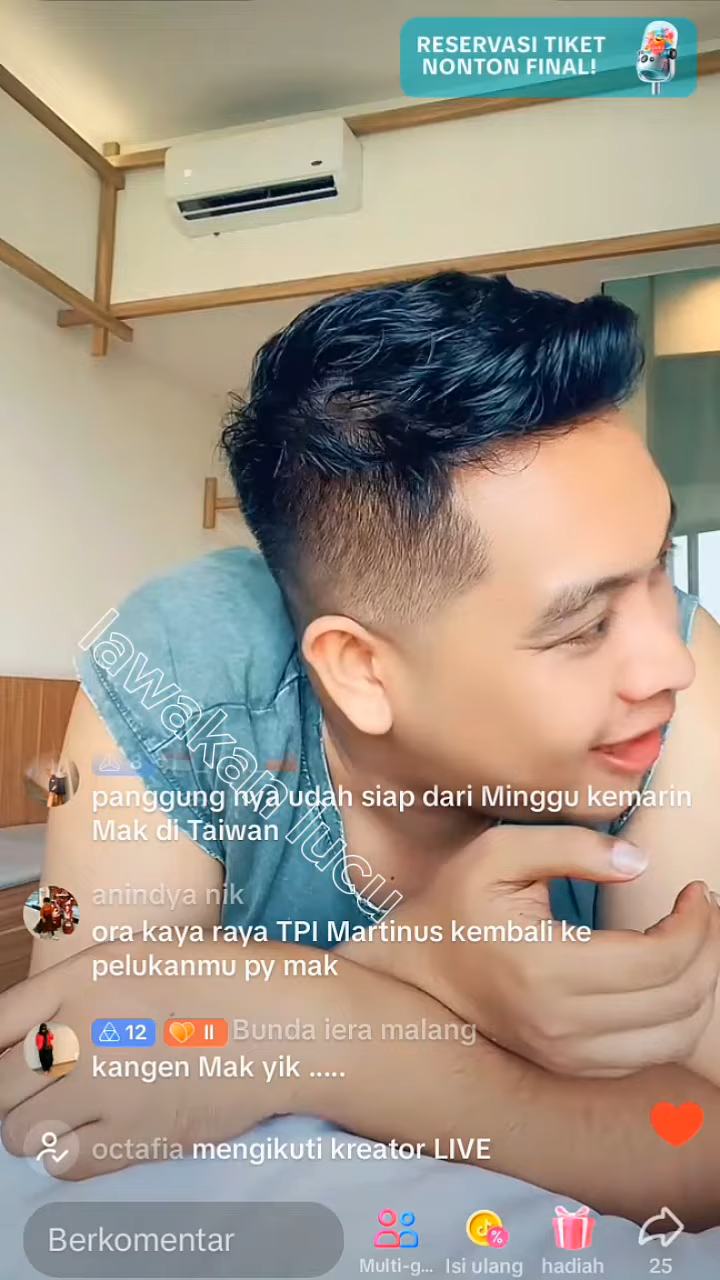 RESERVASI TIKET
NONTON FINAL!
lawakan lucu
panggung nya udah siap dari Minggu kemarin
Mak di Taiwan
anindya nik
ora kaya raya TPI Martinus kembali ke
pelukanmu py mak
12 II Bunda iera malang
kangen Mak yik .....
octafia mengikuti kreator LIVE
Berkomentar
Multi-g... Isi ulang hadiah 25